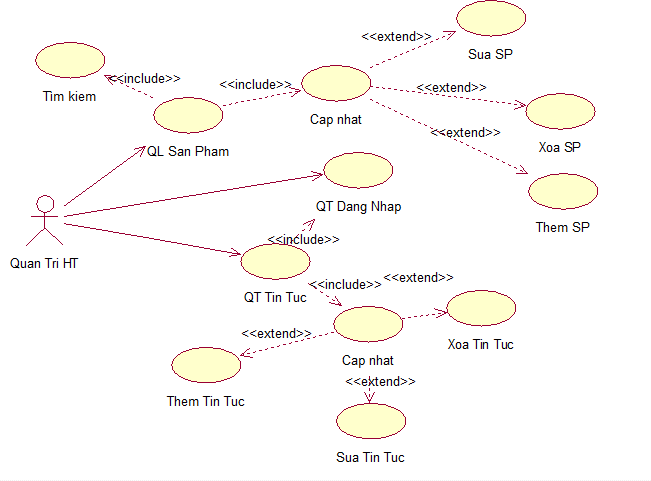 <<extend>>
Sua SP
<<include>>
Tim kiem
<<include>>
<<extend>>
Cap nhat
<<extend>>
Xoa SP
QL San Pham
QT Dang Nhap
Them SP
<<include>>
Quan Tri HT
QT Tin Tuc
<<include>>
<<extend>>
<<extend>>
Xoa Tin Tuc
Cap nhat
<<extend>>
Them Tin Tuc
Sua Tin Tuc